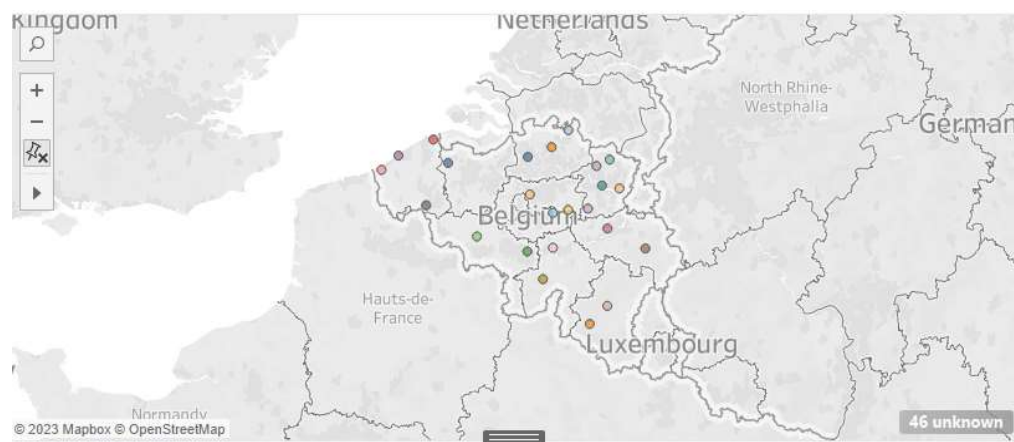 Kingdom
Netherlands
North Rhine-
Westphalia
German
Belgium
Hauts-de-
France
Luxembourg
Normandy
© 2023 Mapbox © OpenStreetMap
46 unknown